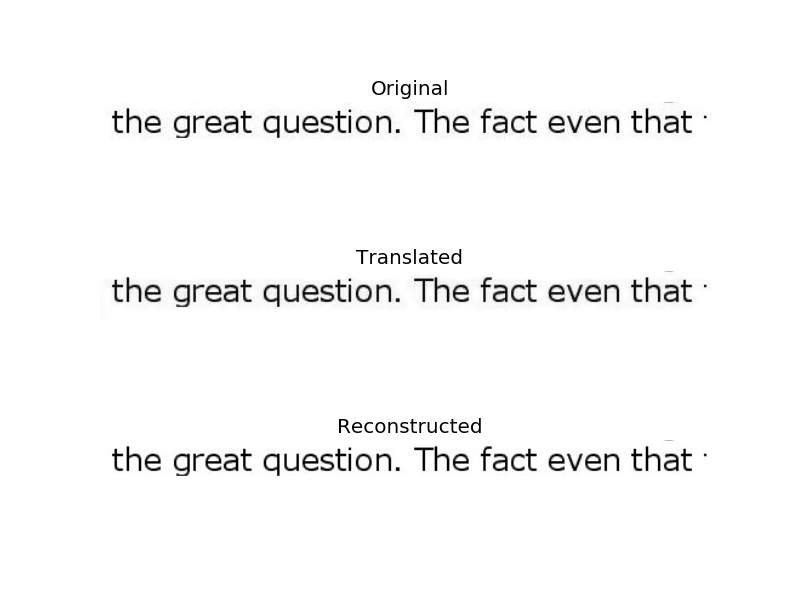 Original
the great question. The fact even that
Translated
the great question. The fact even that
Reconstructed
the great question. The fact even that